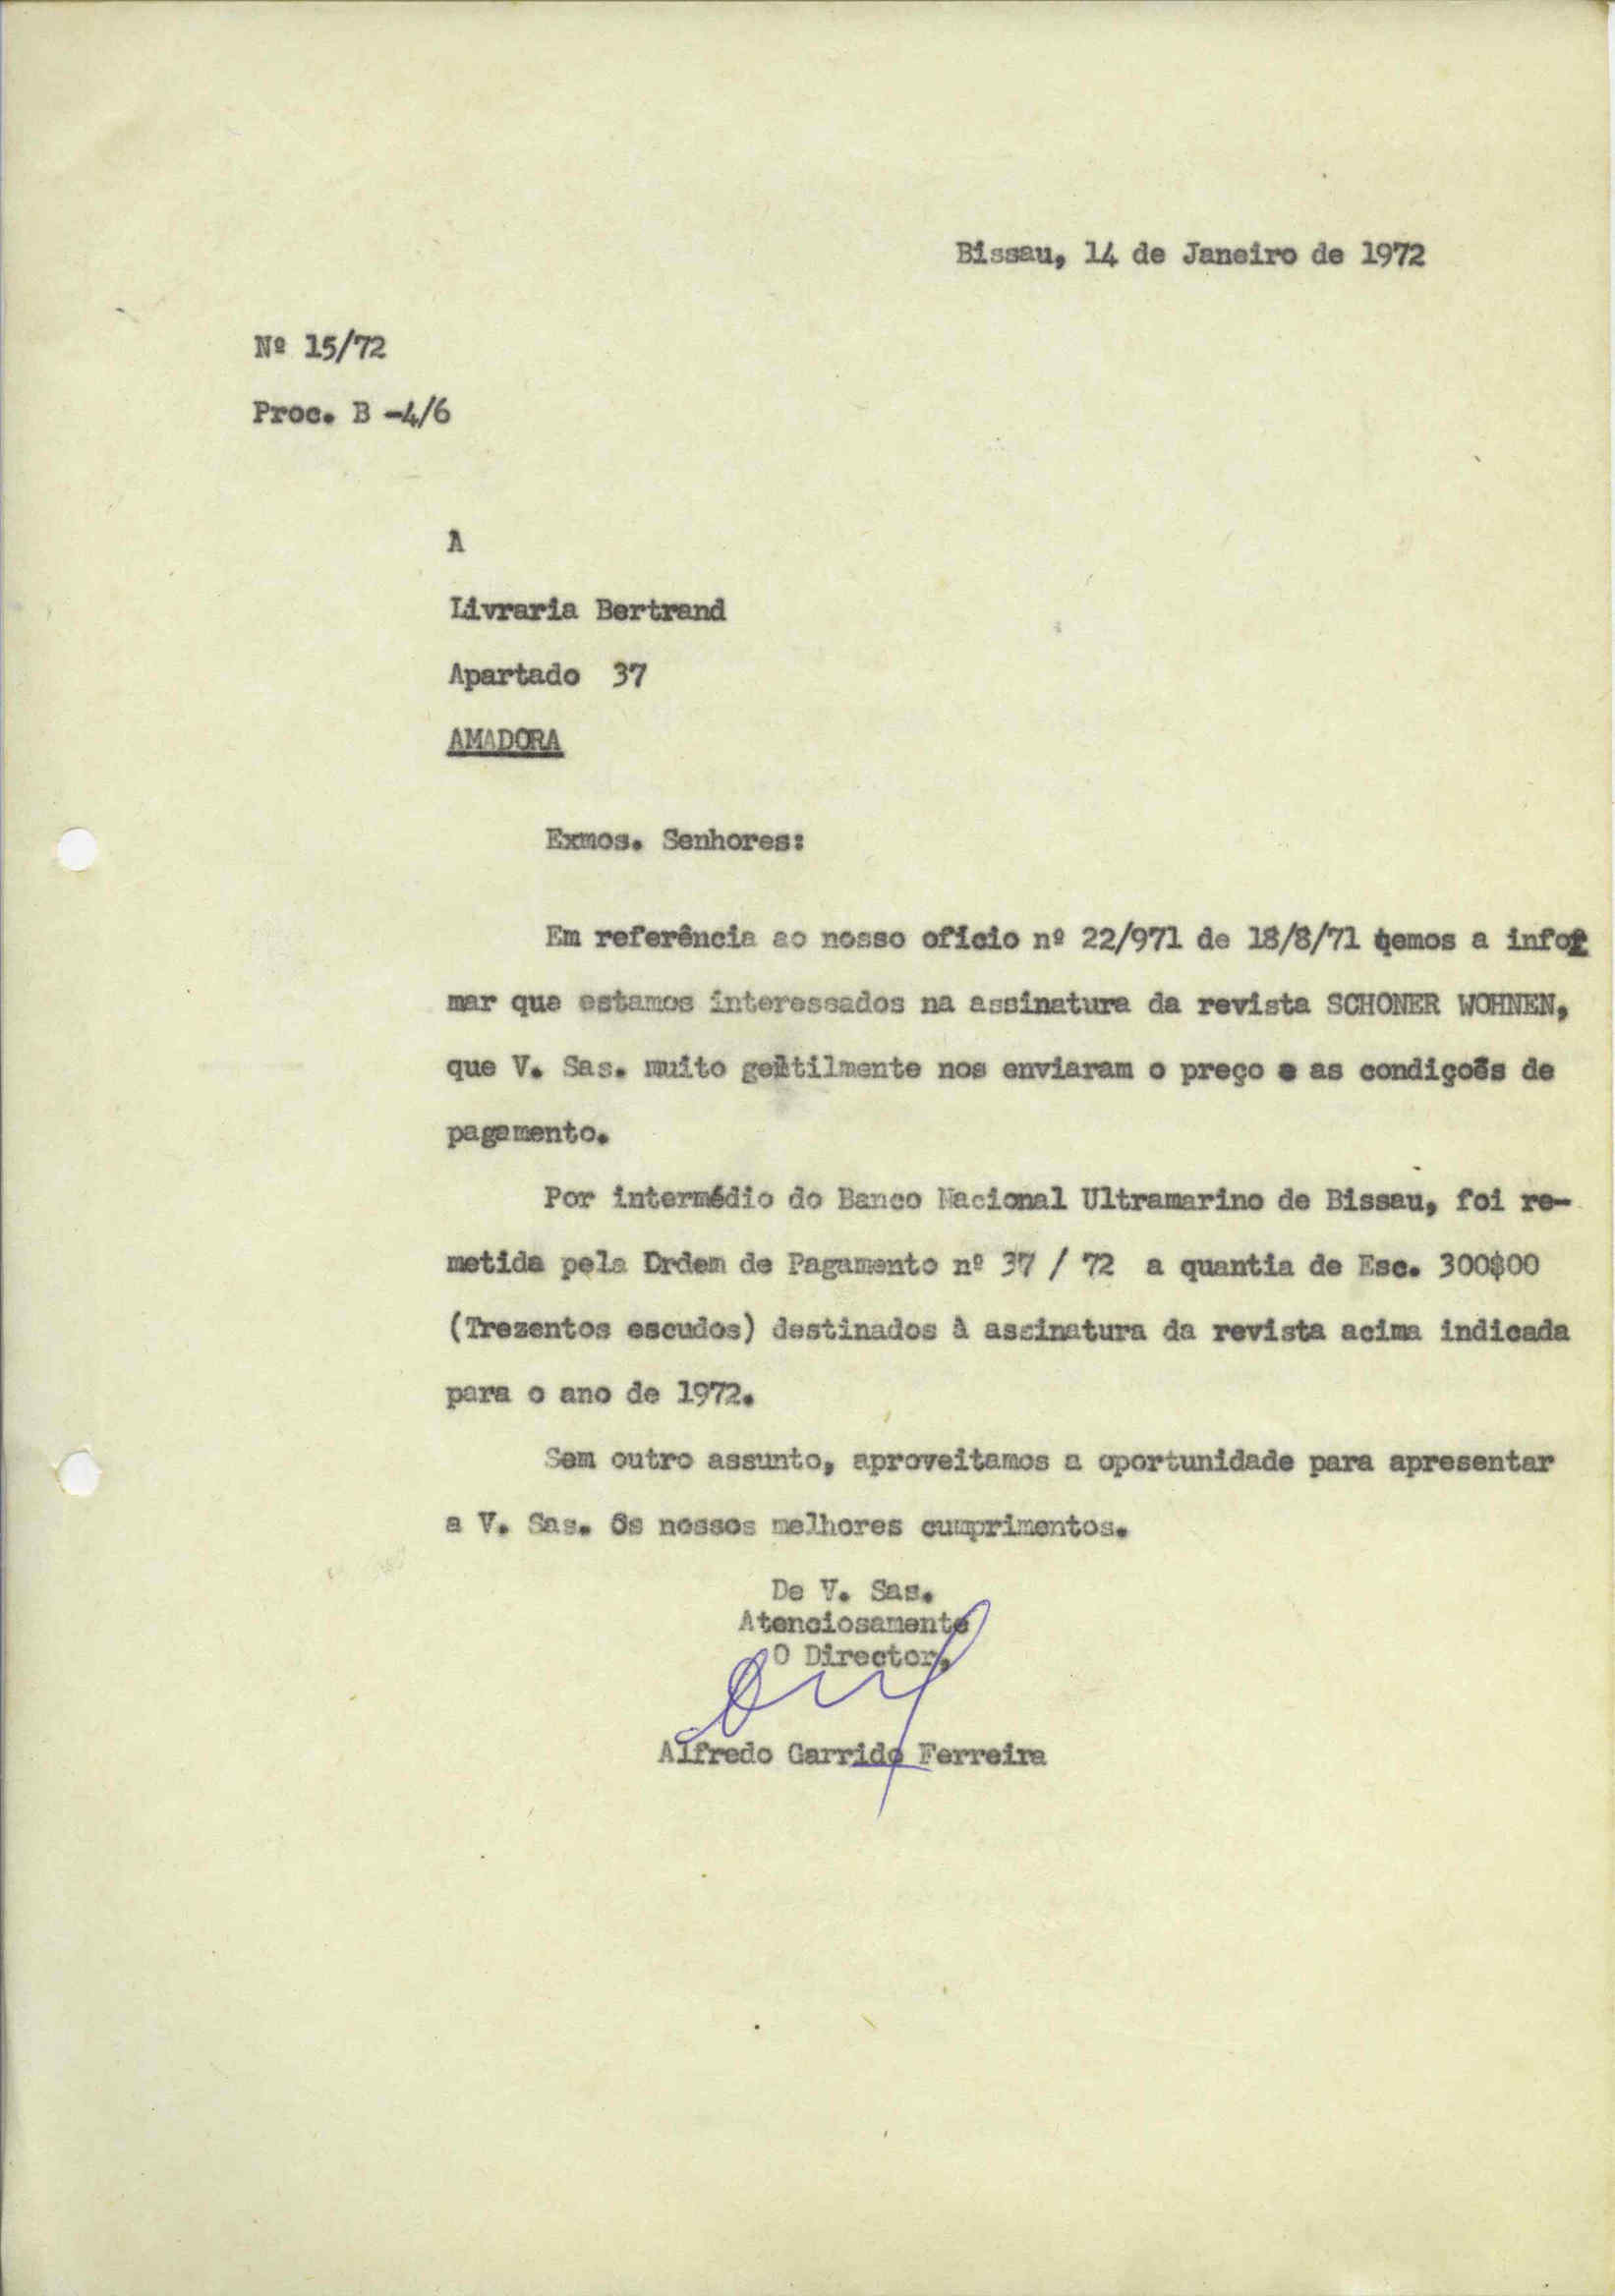 Bissau, 14 de Janeiro de 1972
Nº 15/72
Proc. B -4/6
A
Livraria Bertrand
Apartado 37
AMADORA
Exmos. Senhores:
Em referência ao nosso ofício nº 22/971 de 18/8/71 temos a infor
mar que estamos interessados na assinatura da revista SCHONER WOHNEN,
que V. Sas. muito gentilmente nos enviaram o preço e as condiçoẽs de
pagamento.
Por intermédio do Banco Nacional Ultramarino de Bissau, foi re-
metida pela Ordem de Pagamento nº 37 / 72 a quantia de Esc. 300$00
(Trezentos escudos) destinados à assinatura da revista acima indicada
para o ano de 1972.
Sem outro assunto, aproveitamos a oportunidade para apresentar
a V. Sas. os nossos melhores cumprimentos.
De V. Sas.
Atenciosamente
O Director,
Alfredo Garrido Ferreira